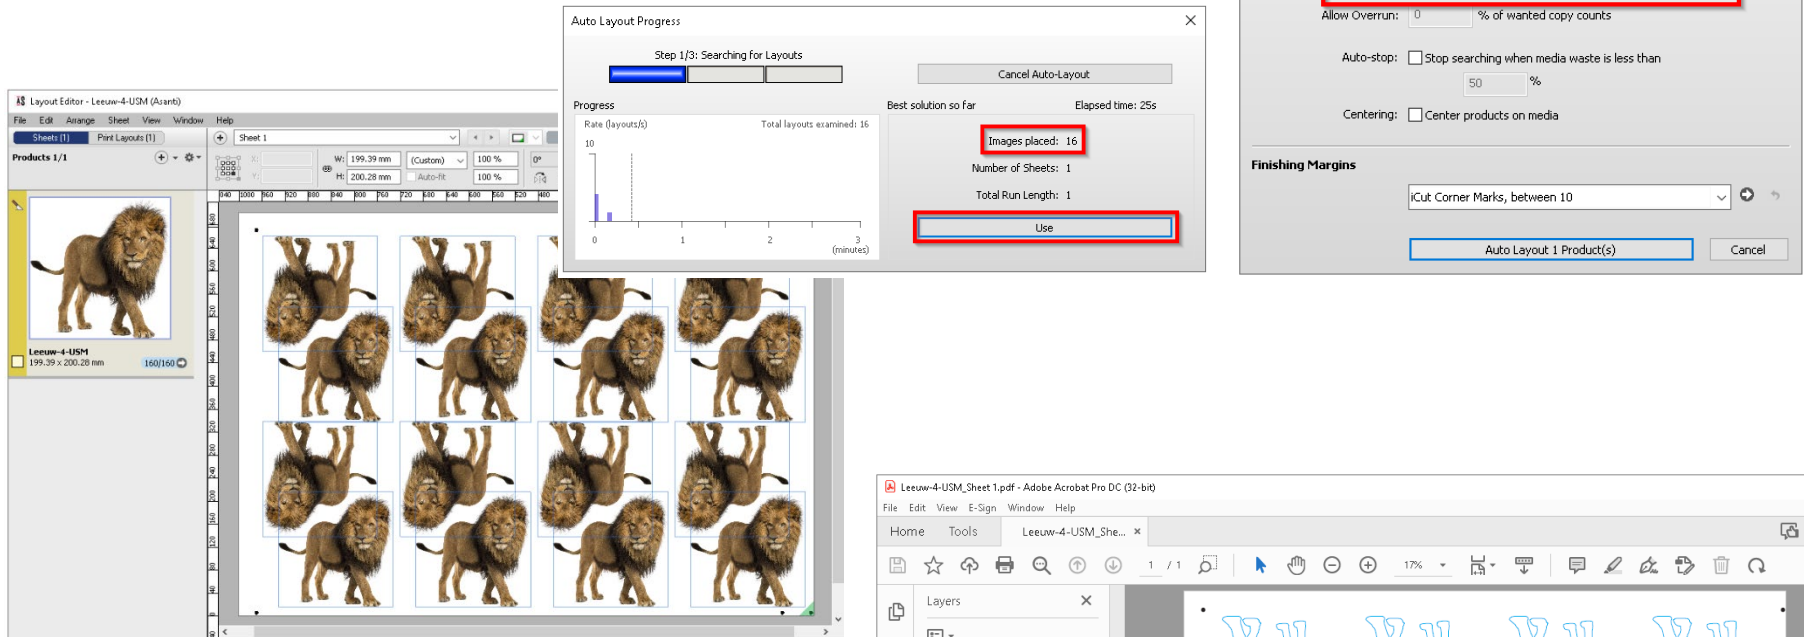 Auto Layout Progress
Step 1/3: Searching for Layouts
Cancel Auto-Layout
Progress
Rate (layouts/s)
Total layouts examined: 16
10
0
1
2
3
(minutes)
Best solution so far
Elapsed time: 25s
Images placed: 16
Number of Sheets: 1
Total Run Length: 1
Use
Allow Overrun: 0 % of wanted copy counts
Auto-stop: Stop searching when media waste is less than
50 %
Centering: Center products on media
Finishing Margins
iCut Corner Marks, between 10
Auto Layout 1 Product(s)
Cancel
Layout Editor - Leeuw-4-USM (Asanti)
File Edit Arrange Sheet View Window Help
Sheets (1) Print Layouts (1)
Sheet 1
Products 1/1
X:
Y:
W: 199.39 mm (Custom) 100 % 0°
H: 200.28 mm Auto-fit 100 %
Leeuw-4-USM
199.39 x 200.28 mm
160/160
Leeuw-4-USM_Sheet 1.pdf - Adobe Acrobat Pro DC (32-bit)
File Edit View E-Sign Window Help
Home Tools Leeuw-4-USM_She... ×
1 / 1
17%
Layers